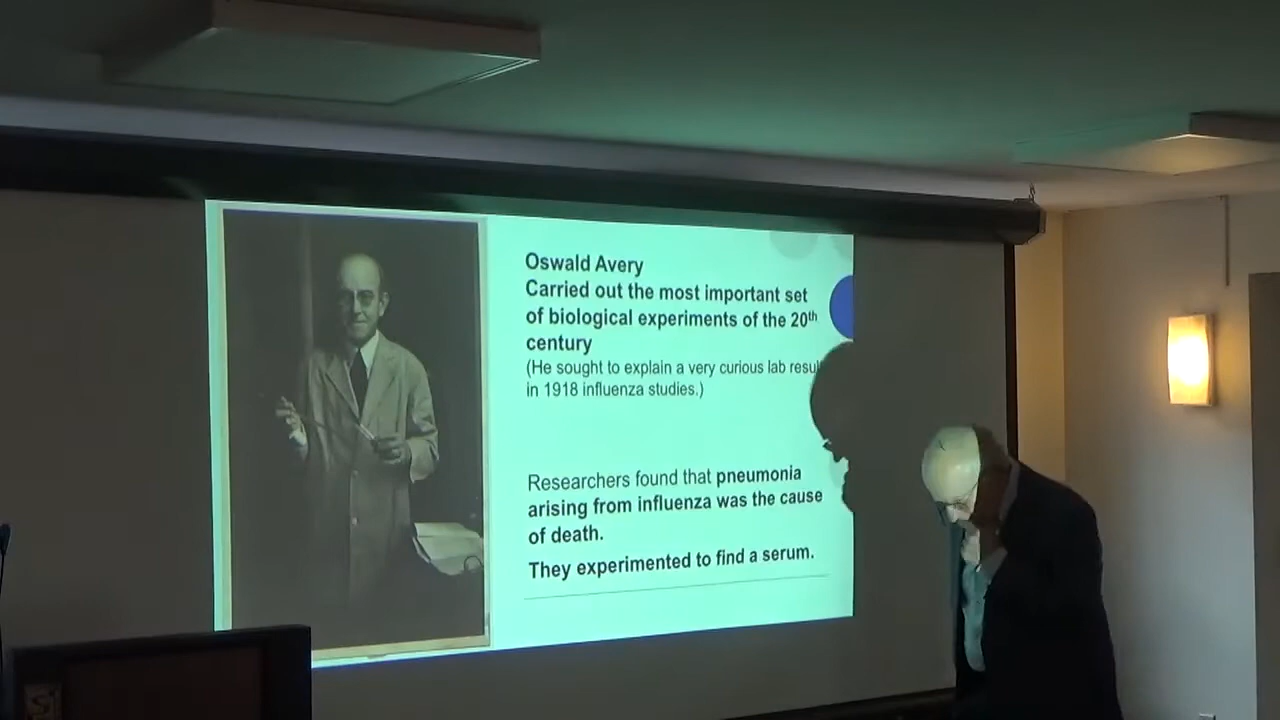 Oswald Avery
Carried out the most important set
of biological experiments of the 20th
century
(He sought to explain a very curious lab resul
in 1918 influenza studies.)
Researchers found that pneumonia
arising from influenza was the cause
of death.
They experimented to find a serum.